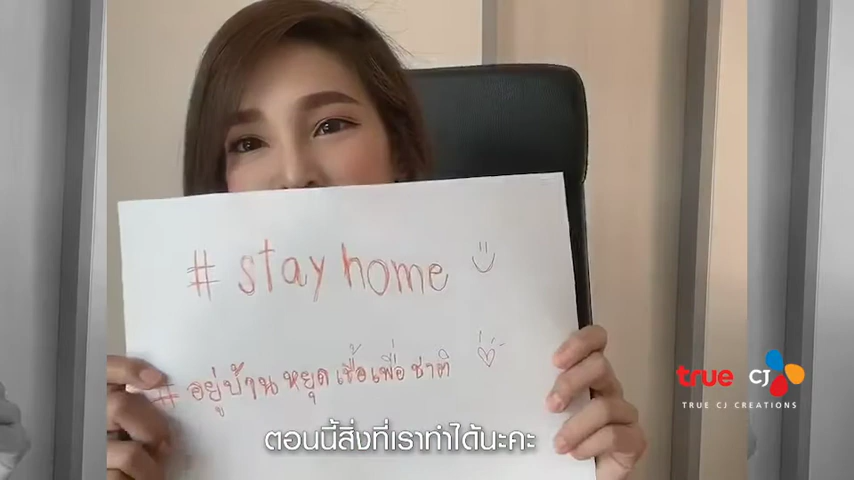 # stay home
# อยู่บ้าน หยุด เชื้อ เพื่อ ชาติ
true CJ
TRUE CJ CREATIONS
ตอนนี้สิ่งที่เราทำได้นะคะ